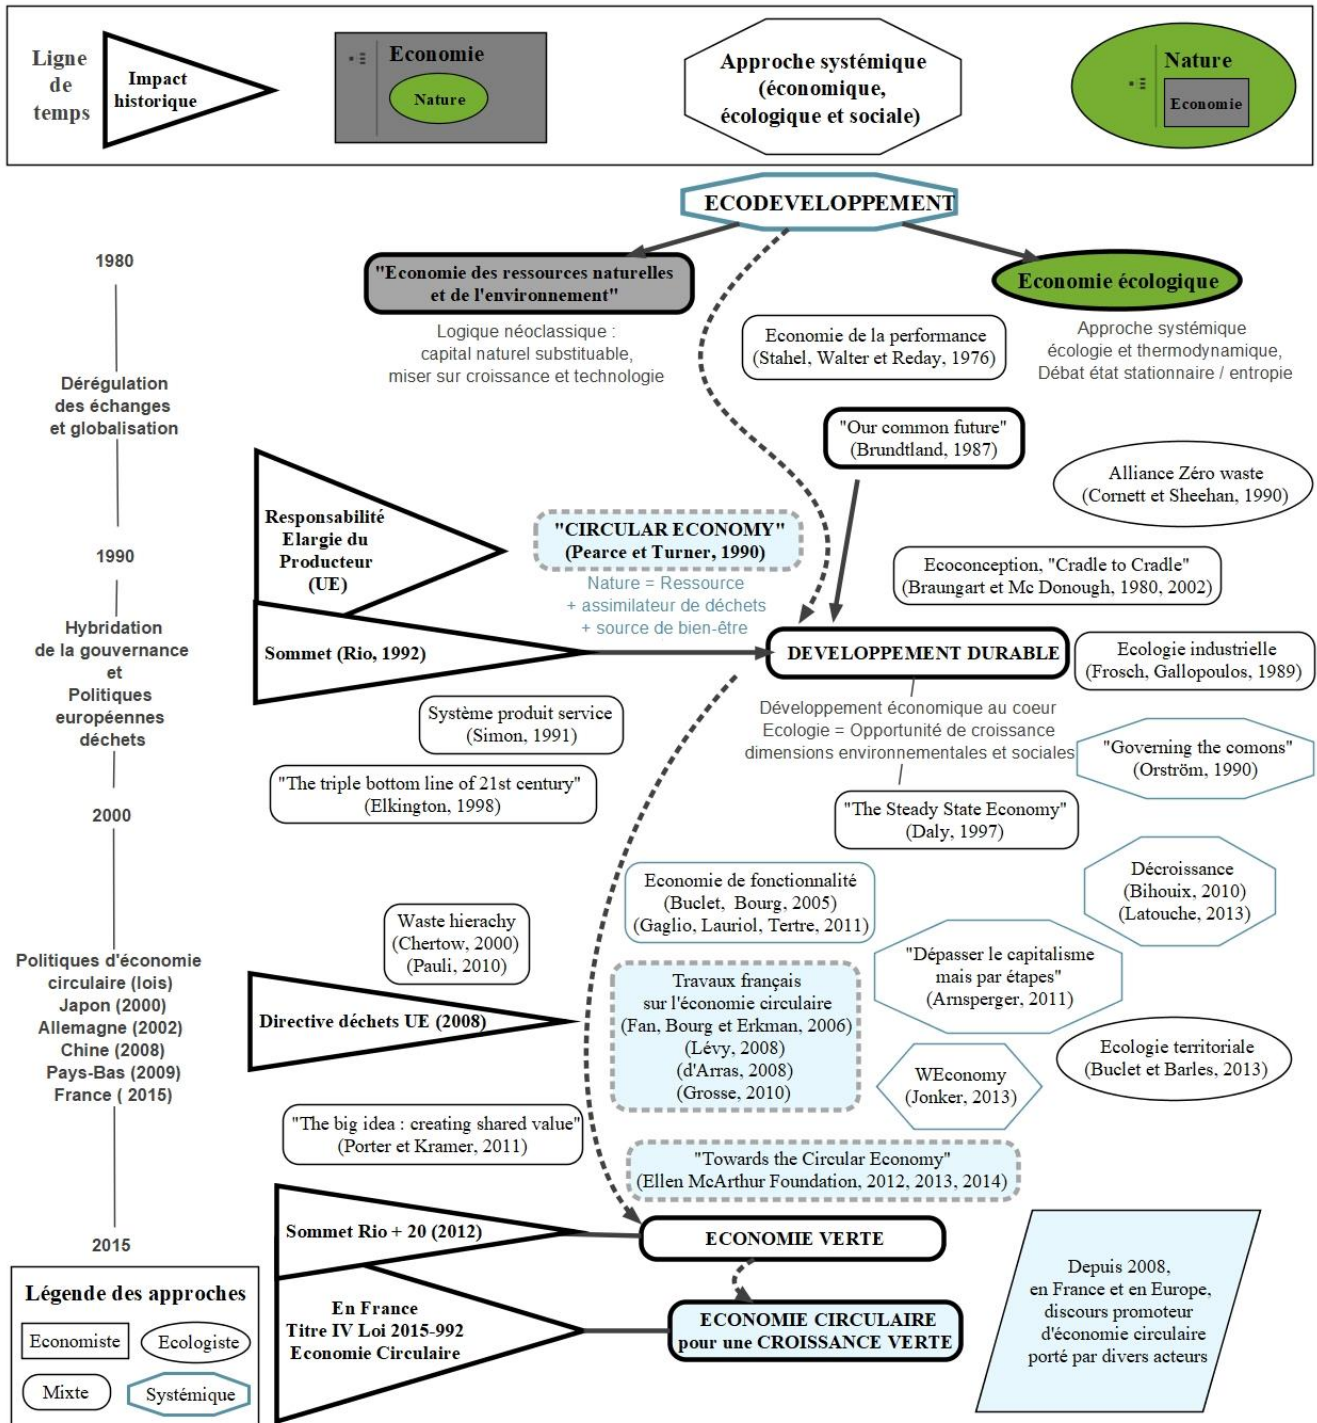 Ligne
de
temps
Impact
historique
Economie
Nature
Approche systémique
(économique,
écologique et sociale)
Nature
Economie
ECODEVELOPPEMENT
1980
"Economie des ressources naturelles
et de l'environnement"
Economie écologique
Logique néoclassique :
capital naturel substituable,
miser sur croissance et technologie
Economie de la performance
(Stahel, Walter et Reday, 1976)
Approche systémique
écologie et thermodynamique,
Débat état stationnaire / entropie
Dérégulation
des échanges
et globalisation
"Our common future"
(Brundtland, 1987)
Alliance Zéro waste
(Cornett et Sheehan, 1990)
Responsabilité
Elargie du
Producteur
(UE)
"CIRCULAR ECONOMY"
(Pearce et Turner, 1990)
1990
Ecoconception, "Cradle to Cradle"
(Braungart et Mc Donough, 1980, 2002)
Nature = Ressource
+ assimilateur de déchets
+ source de bien-être
Hybridation
de la gouvernance
et
Politiques
européennes
déchets
Sommet (Rio, 1992)
DEVELOPPEMENT DURABLE
Ecologie industrielle
(Frosch, Gallopoulos, 1989)
Système produit service
(Simon, 1991)
Développement économique au coeur
Ecologie = Opportunité de croissance
dimensions environnementales et sociales
"Governing the comons"
(Orström, 1990)
"The triple bottom line of 21st century"
(Elkington, 1998)
2000
"The Steady State Economy"
(Daly, 1997)
Economie de fonctionnalité
(Buclet, Bourg, 2005)
(Gaglio, Lauriol, Tertre, 2011)
Décroissance
(Bihouix, 2010)
(Latouche, 2013)
Waste hierachy
(Chertow, 2000)
(Pauli, 2010)
"Dépasser le capitalisme
mais par étapes"
(Arnsperger, 2011)
Politiques d'économie
circulaire (lois)
Japon (2000)
Allemagne (2002)
Chine (2008)
Pays-Bas (2009)
France ( 2015)
Travaux français
sur l'économie circulaire
(Fan, Bourg et Erkman, 2006)
(Lévy, 2008)
(d'Arras, 2008)
(Grosse, 2010)
Directive déchets UE (2008)
Ecologie territoriale
(Buclet et Barles, 2013)
WEconomy
(Jonker, 2013)
"The big idea : creating shared value"
(Porter et Kramer, 2011)
"Towards the Circular Economy"
(Ellen McArthur Foundation, 2012, 2013, 2014)
Sommet Rio + 20 (2012)
ECONOMIE VERTE
2015
Depuis 2008,
en France et en Europe,
discours promoteur
d'économie circulaire
porté par divers acteurs
En France
Titre IV Loi 2015-992
Economie Circulaire
ECONOMIE CIRCULAIRE
pour une CROISSANCE VERTE
Légende des approches
Economiste
Ecologiste
Mixte
Systémique